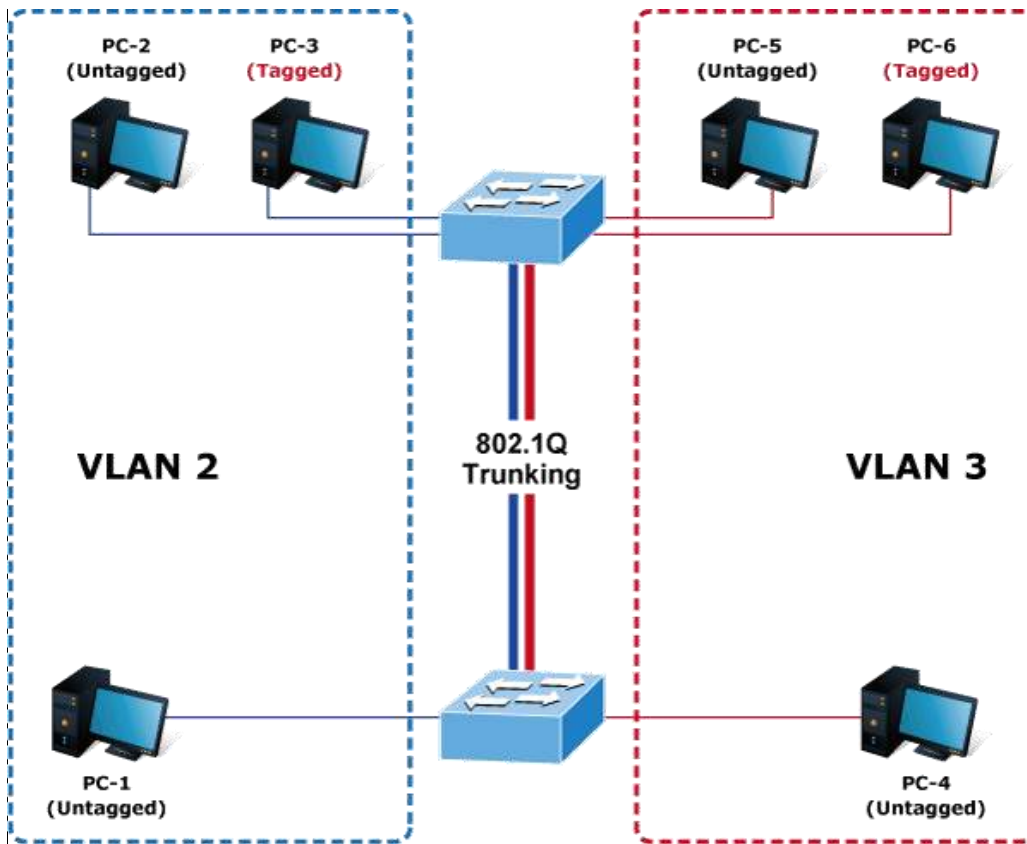 PC-2
(Untagged)
PC-3
(Tagged)
PC-5
(Untagged)
PC-6
(Tagged)
802.1Q
Trunking
VLAN 2
VLAN 3
PC-1
(Untagged)
PC-4
(Untagged)